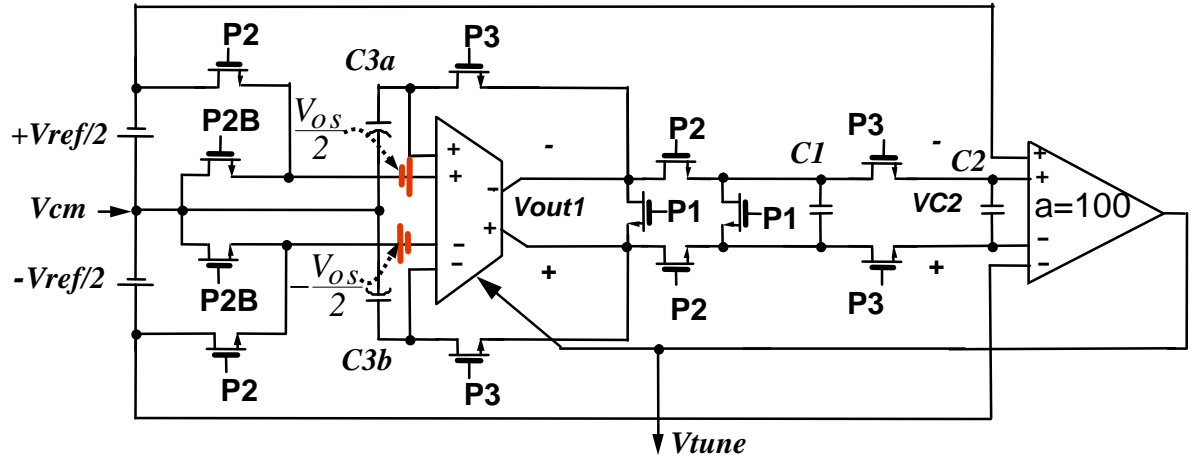 P2
P3
C3a
VOS
2
+Vref/2
P2B
+
+
-
-
P2
C1
P3
-
C2
+
+
Vcm
Vout1
P1
P1
VC2
a=100
P2B
-
-
+
+
-
-
-Vref/2
-VOS
2
+
P2
P3
C3b
P2
P3
Vtune